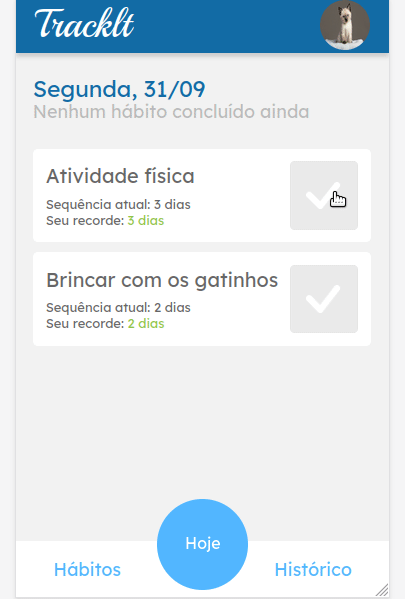 TrackIt
Segunda, 31/09
Nenhum hábito concluído ainda
Atividade física
Sequência atual: 3 dias
Seu recorde: 3 dias
Brincar com os gatinhos
Sequência atual: 2 dias
Seu recorde: 2 dias
Hoje
Hábitos
Histórico